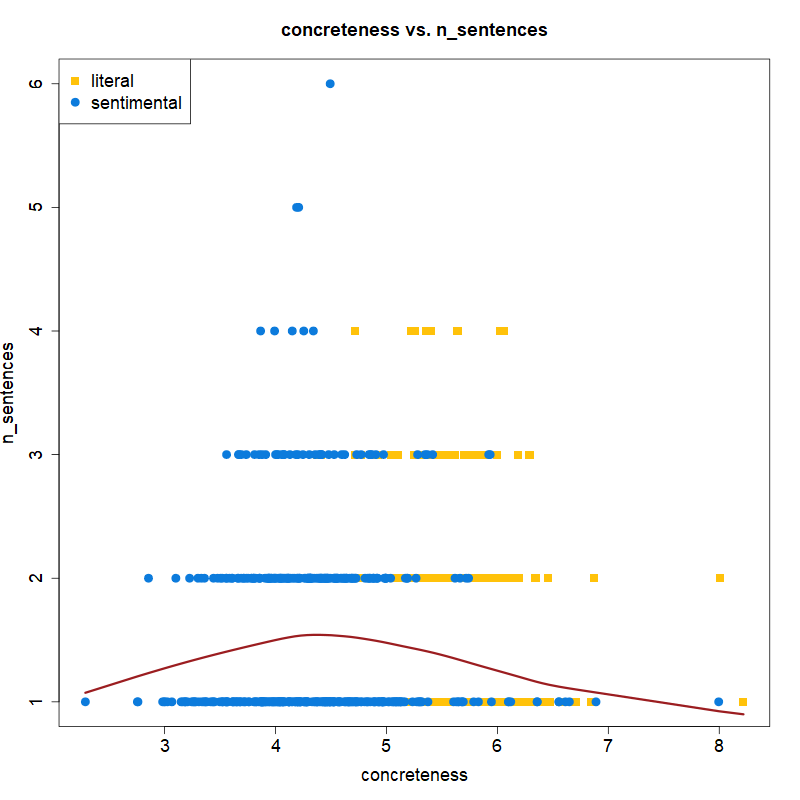 concreteness vs. n_sentences
literal
sentimental
6
5
4
3
2
1
n_sentences
3 4 5 6 7 8
concreteness